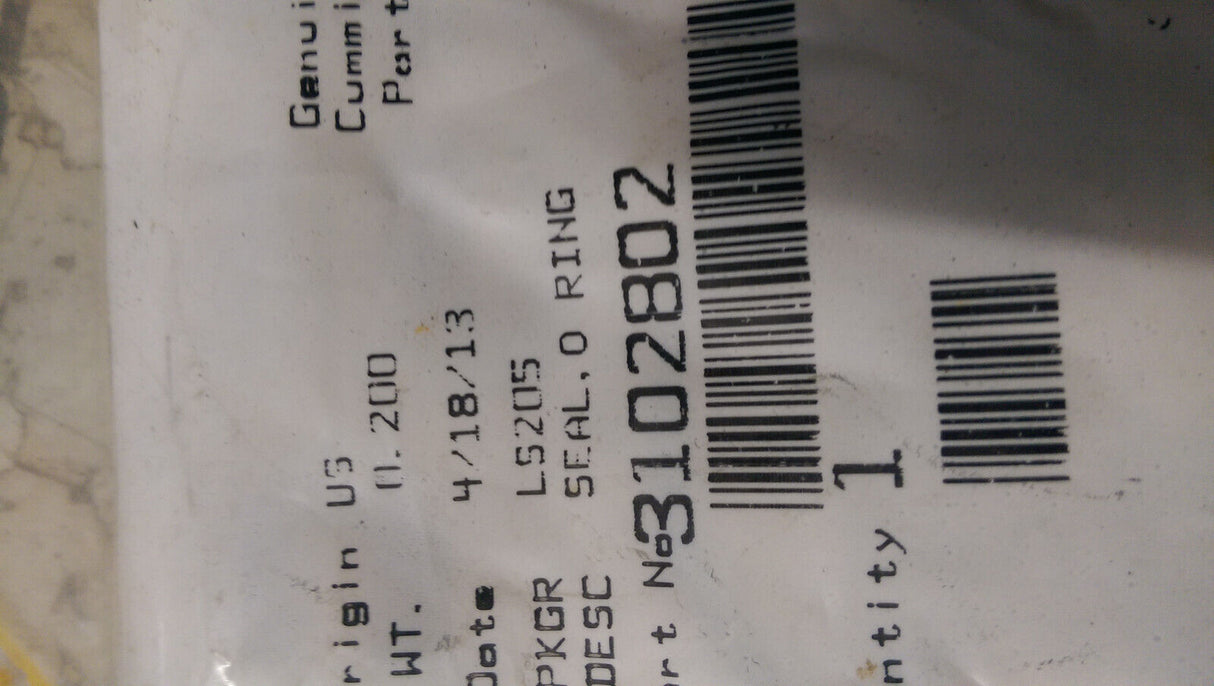 Genui
Cummi
Part
rigin US
WT. 0.200
Date 4/18/13
PKGR LS205
DESC SEAL,O RING
rt No 3102802
ntity 1